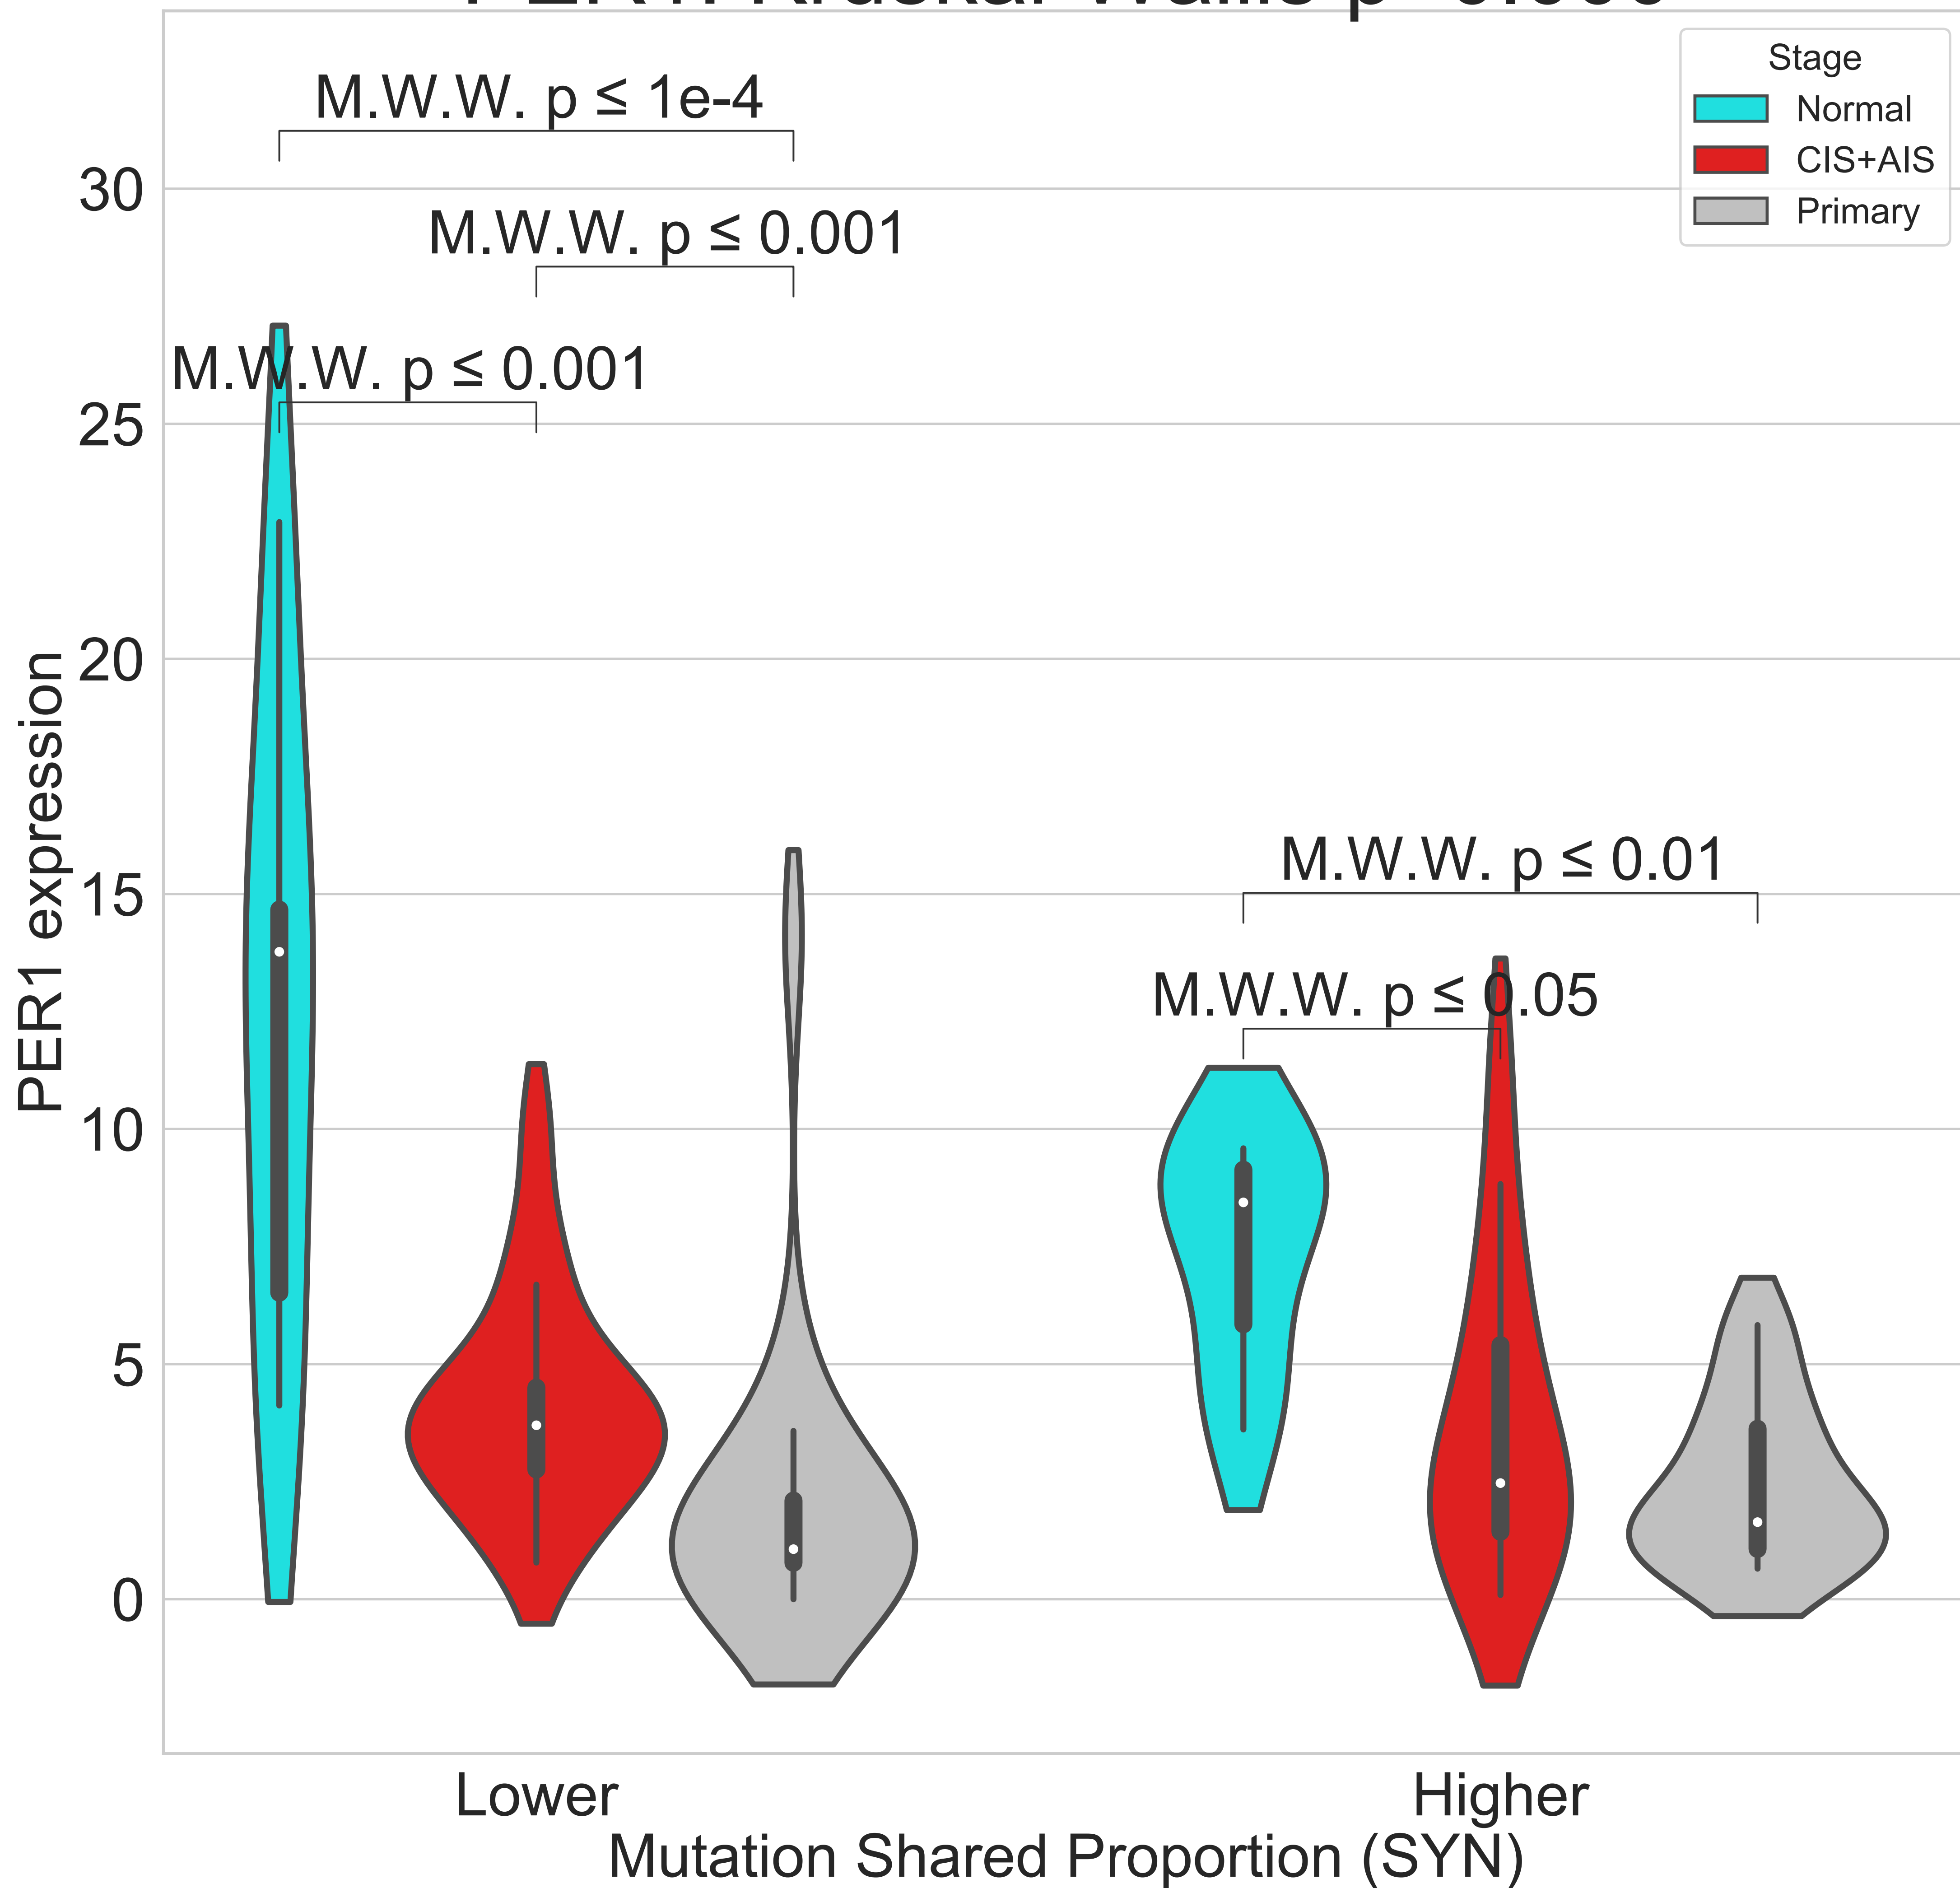 Stage
Normal
CIS+AIS
Primary
M.W.W. p ≤ 1e-4
M.W.W. p ≤ 0.001
M.W.W. p ≤ 0.001
M.W.W. p ≤ 0.01
M.W.W. p ≤ 0.05
30
25
20
15
10
5
0
PER1 expression
Lower
Higher
Mutation Shared Proportion (SYN)